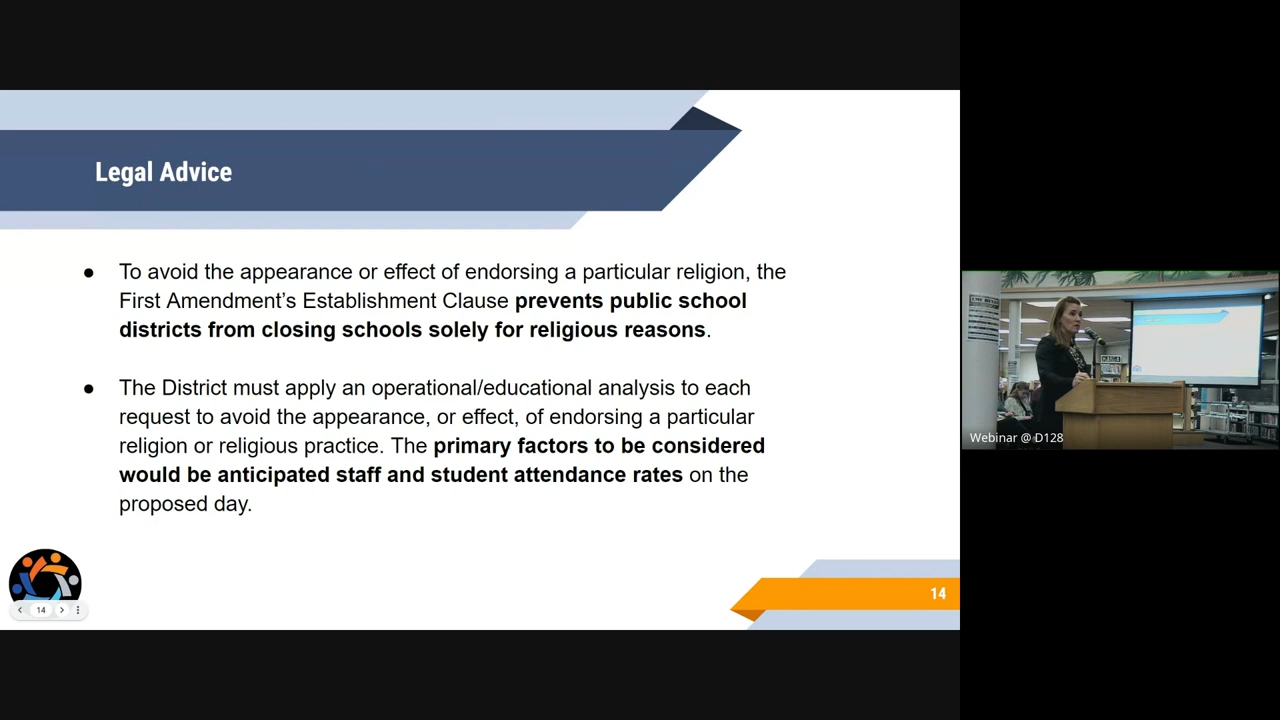 Legal Advice
● To avoid the appearance or effect of endorsing a particular religion, the
First Amendment’s Establishment Clause prevents public school
districts from closing schools solely for religious reasons.
● The District must apply an operational/educational analysis to each
request to avoid the appearance, or effect, of endorsing a particular
religion or religious practice. The primary factors to be considered
would be anticipated staff and student attendance rates on the
proposed day.
14
14
Webinar @ D128